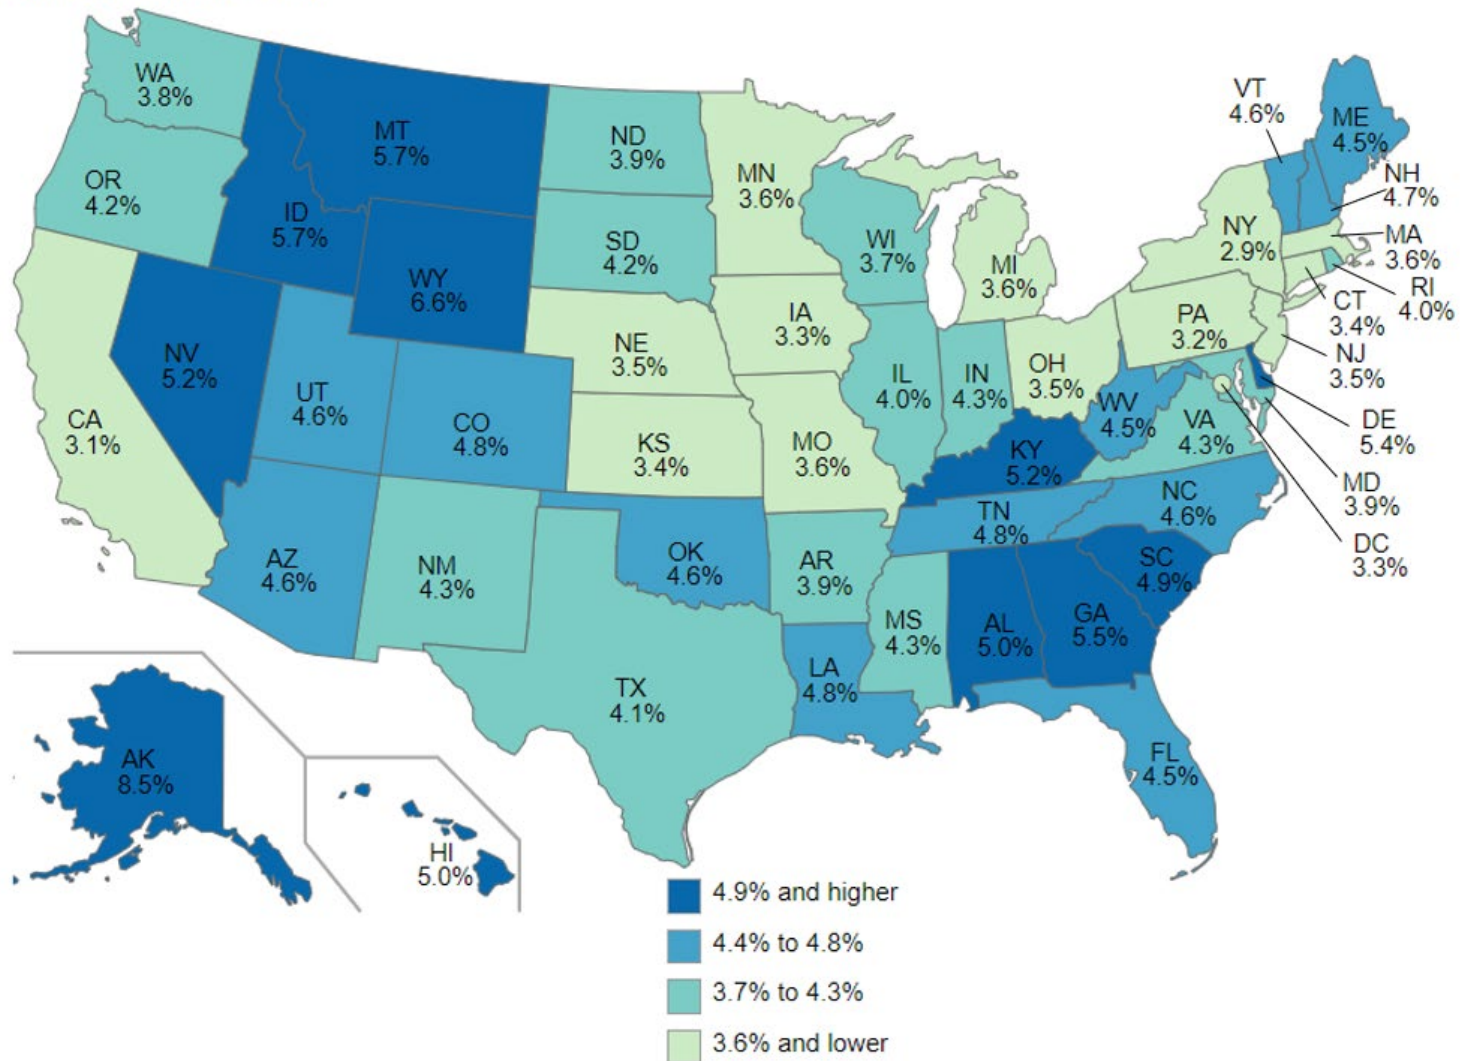 WA
3.8%
MT
5.7%
ND
3.9%
MN
3.6%
VT
4.6%
ME
4.5%
OR
4.2%
ID
5.7%
SD
4.2%
WI
3.7%
MI
3.6%
NY
2.9%
NH
4.7%
MA
3.6%
RI
4.0%
CT
3.4%
WY
6.6%
IA
3.3%
PA
3.2%
NJ
3.5%
NV
5.2%
NE
3.5%
IL
4.0%
IN
4.3%
OH
3.5%
UT
4.6%
CO
4.8%
WV
4.5%
VA
4.3%
DE
5.4%
CA
3.1%
KS
3.4%
MO
3.6%
KY
5.2%
MD
3.9%
NC
4.6%
TN
4.8%
DC
3.3%
AZ
4.6%
NM
4.3%
OK
4.6%
AR
3.9%
SC
4.9%
MS
4.3%
AL
5.0%
GA
5.5%
TX
4.1%
LA
4.8%
FL
4.5%
AK
8.5%
HI
5.0%
4.9% and higher
4.4% to 4.8%
3.7% to 4.3%
3.6% and lower